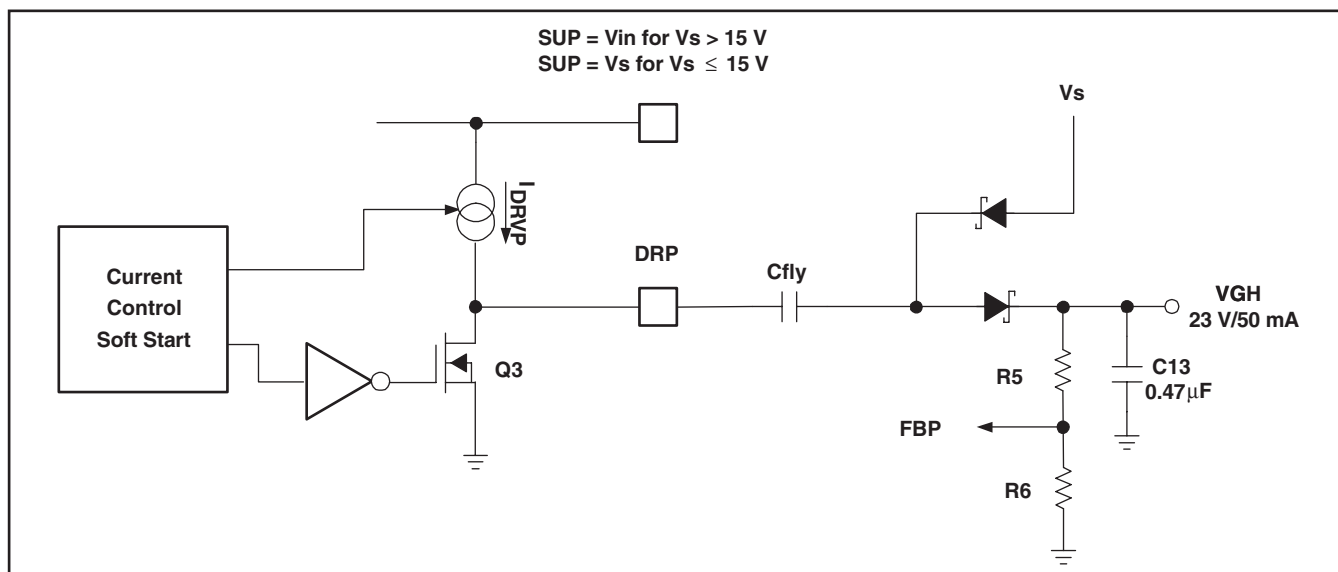 SUP = Vin for Vs > 15 V
SUP = Vs for Vs ≤ 15 V
Vs
I DRVP
Current
Control
Soft Start
DRP
Cfly
Q3
VGH
23 V/50 mA
R5
C13
0.47μF
FBP
R6